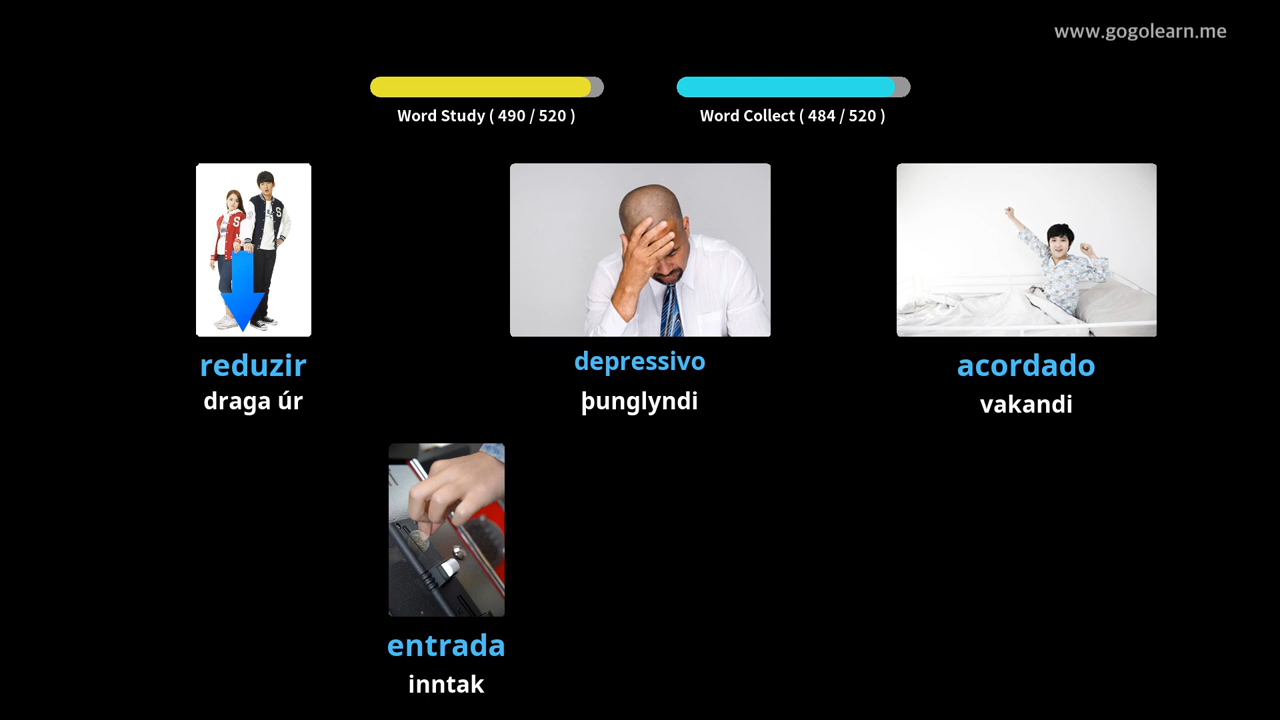 www.gogolearn.me
Word Study ( 490 / 520 )
Word Collect ( 484 / 520 )
S
S
reduzir
draga úr
depressivo
þunglyndi
acordado
vakandi
entrada
inntak